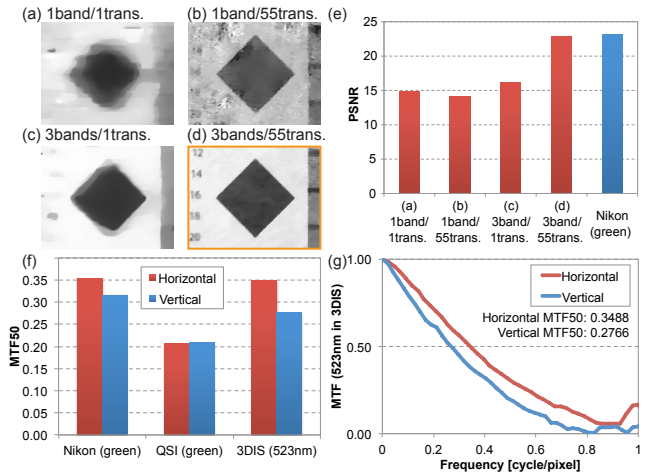 (a) 1band/1trans.
(b) 1band/55trans.
(c) 3bands/1trans.
(d) 3bands/55trans.
12
14
16
18
20
(e)
PSNR
25
20
15
10
5
0
(a) 1band/ 1trans.
(b) 1band/ 55trans.
(c) 3band/ 1trans.
(d) 3band/ 55trans.
Nikon (green)
(f)
MTF50
0.35
0.30
0.25
0.20
0.15
0.10
0.05
0.00
Horizontal
Vertical
Nikon (green)
QSI (green)
3DIS (523nm)
(g)
MTF (523nm in 3DIS)
1.00
0.50
0.00
Horizontal
Vertical
Horizontal MTF50: 0.3488
Vertical MTF50: 0.2766
0
0.2
0.4
0.6
0.8
1
Frequency [cycle/pixel]